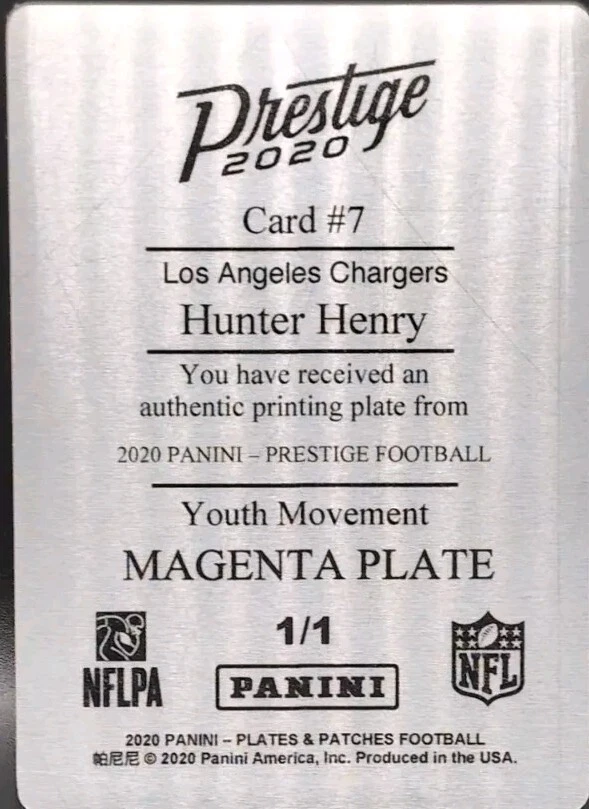 Prestige
2020
Card #7
Los Angeles Chargers
Hunter Henry
You have received an
authentic printing plate from
2020 PANINI – PRESTIGE FOOTBALL
Youth Movement
MAGENTA PLATE
1/1
NFLPA
PANINI
NFL
2020 PANINI – PLATES & PATCHES FOOTBALL
帕尼尼 © 2020 Panini America, Inc. Produced in the USA.